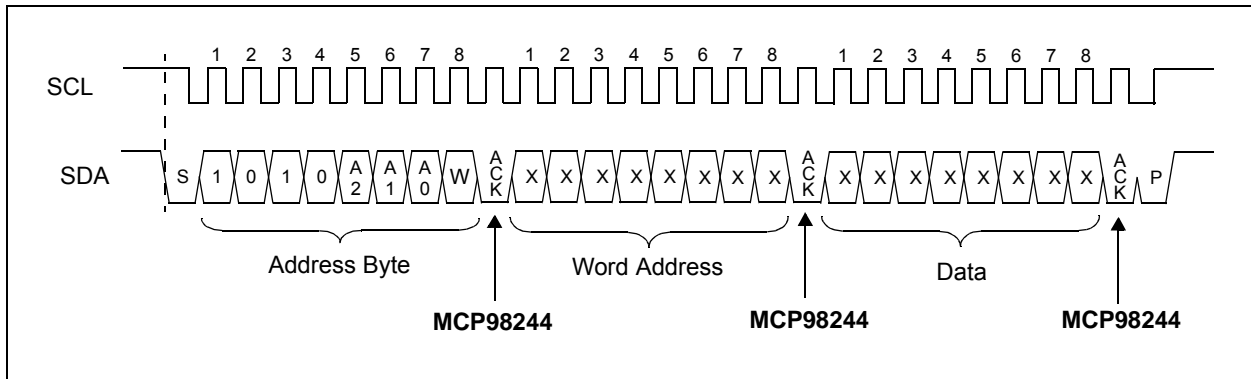 1 2 3 4 5 6 7 8 1 2 3 4 5 6 7 8 1 2 3 4 5 6 7 8
SCL
SDA
S 1 0 1 0 A2 A1 A0 W ACK X X X X X X X X ACK X X X X X X X X ACK P
Address Byte Word Address Data
MCP98244 MCP98244 MCP98244